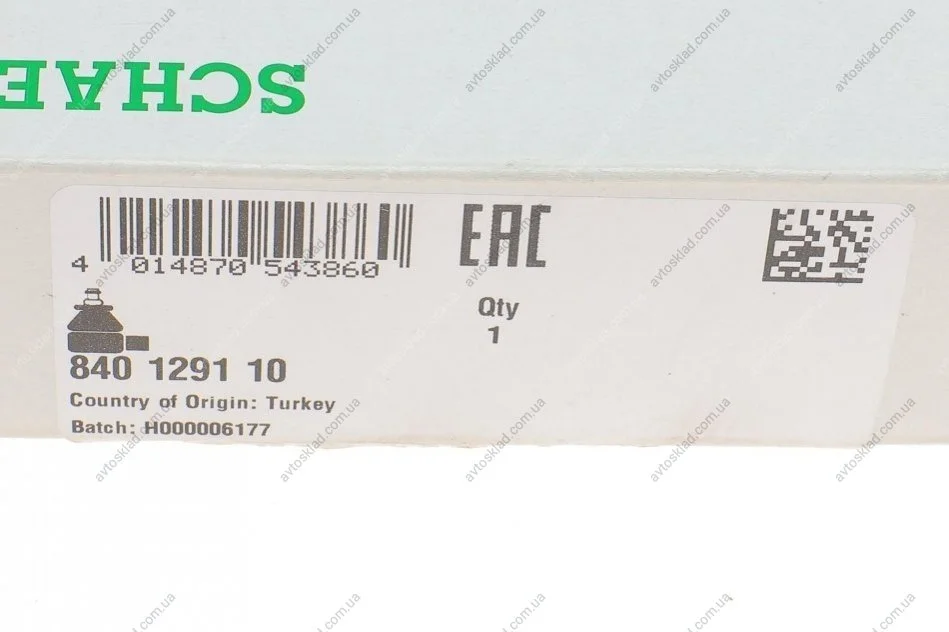 SCHAE
4 014870 543860
EAC
Qty
1
840 1291 10
Country of Origin: Turkey
Batch: H000006177
avtosklad.com.ua